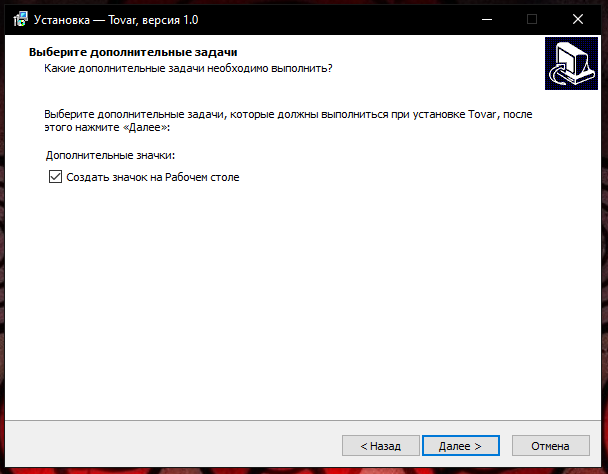 Установка — Tovar, версия 1.0
Выберите дополнительные задачи
Какие дополнительные задачи необходимо выполнить?
Выберите дополнительные задачи, которые должны выполниться при установке Tovar, после
этого нажмите «Далее»:
Дополнительные значки:
Создать значок на Рабочем столе
< Назад
Далее >
Отмена